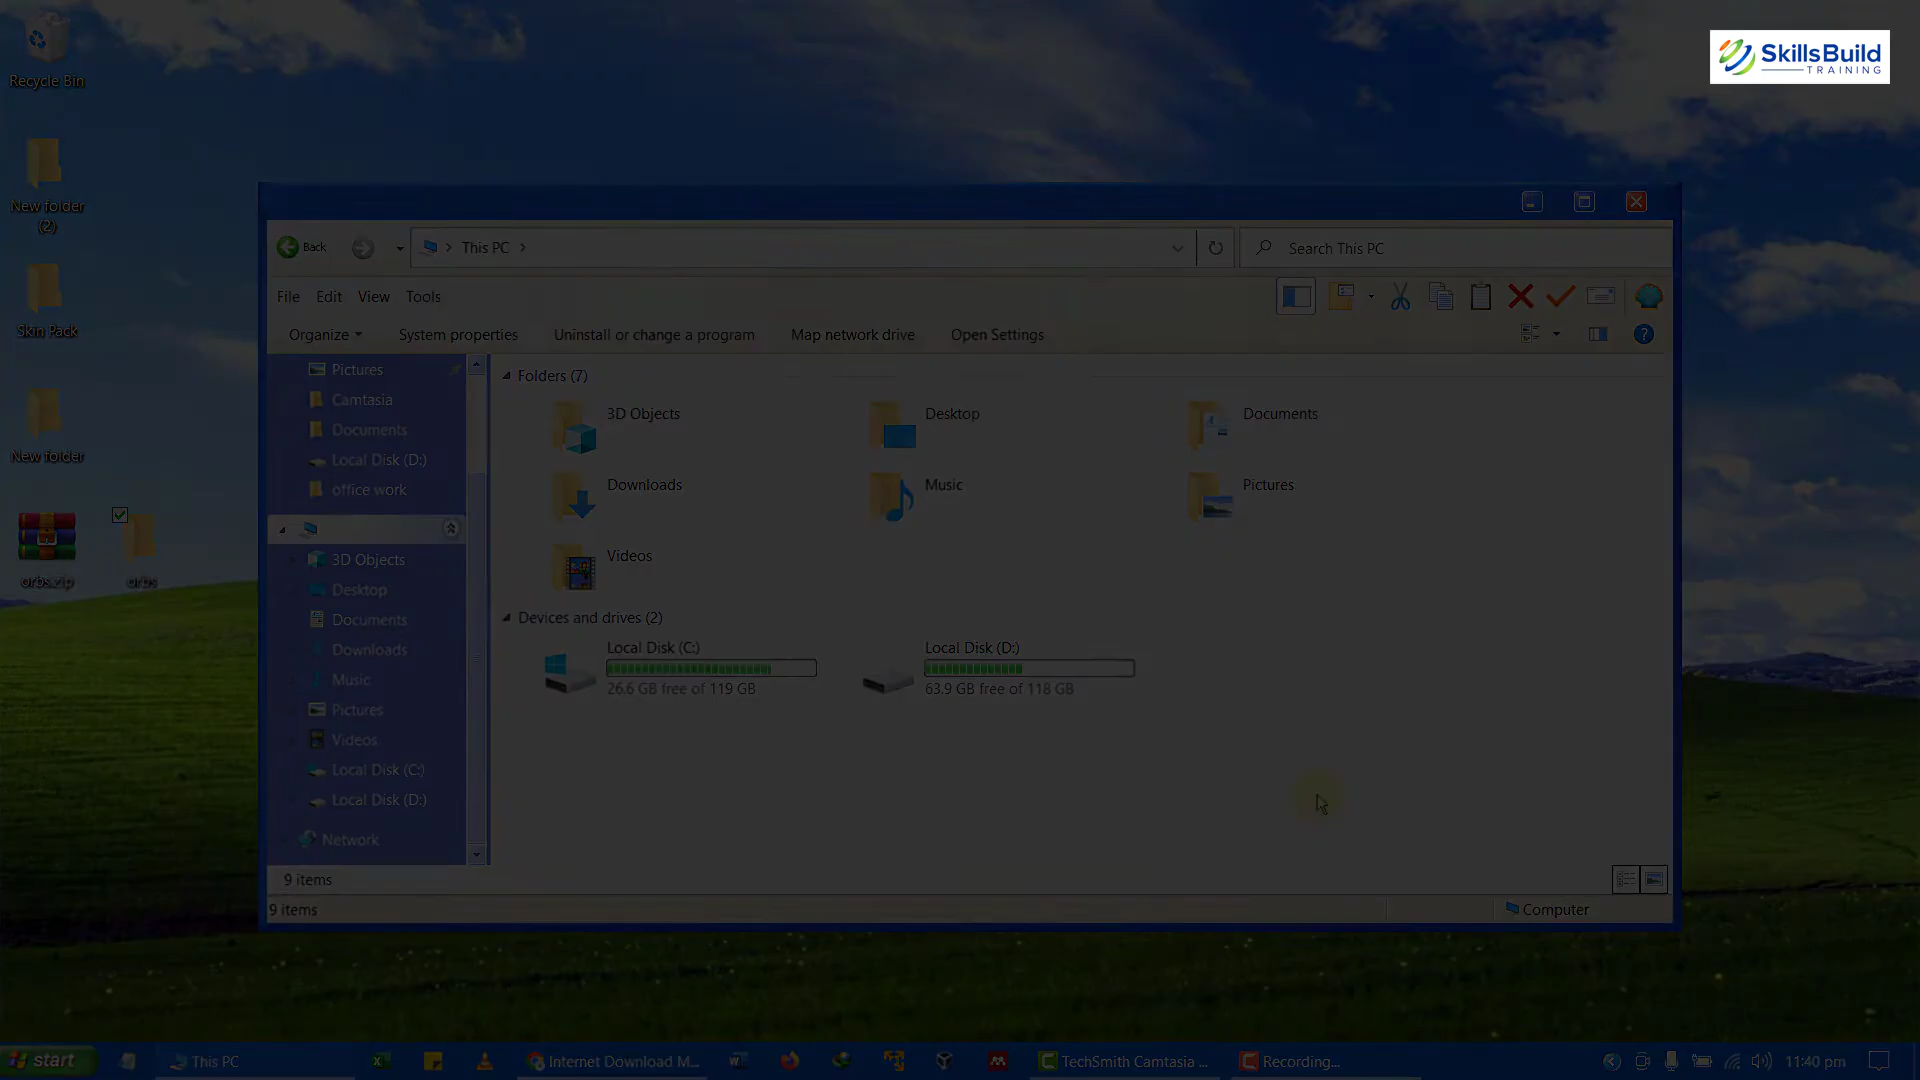 Recycle Bin
SkillsBuild
TRAINING
New folder
(2)
Skin Pack
New folder
orbs.zip
orbs
Back
This PC
Search This PC
File Edit View Tools
Organize System properties Uninstall or change a program Map network drive Open Settings
Pictures
Camtasia
Documents
Local Disk (D:)
office work
3D Objects
Desktop
Documents
Downloads
Music
Pictures
Videos
Local Disk (C:)
Local Disk (D:)
Network
Folders (7)
3D Objects
Desktop
Documents
Downloads
Music
Pictures
Videos
Devices and drives (2)
Local Disk (C:)
26.6 GB free of 119 GB
Local Disk (D:)
63.9 GB free of 118 GB
9 items
9 items
Computer
start
This PC
Internet Download M...
TechSmith Camtasia ...
Recording...
11:40 pm